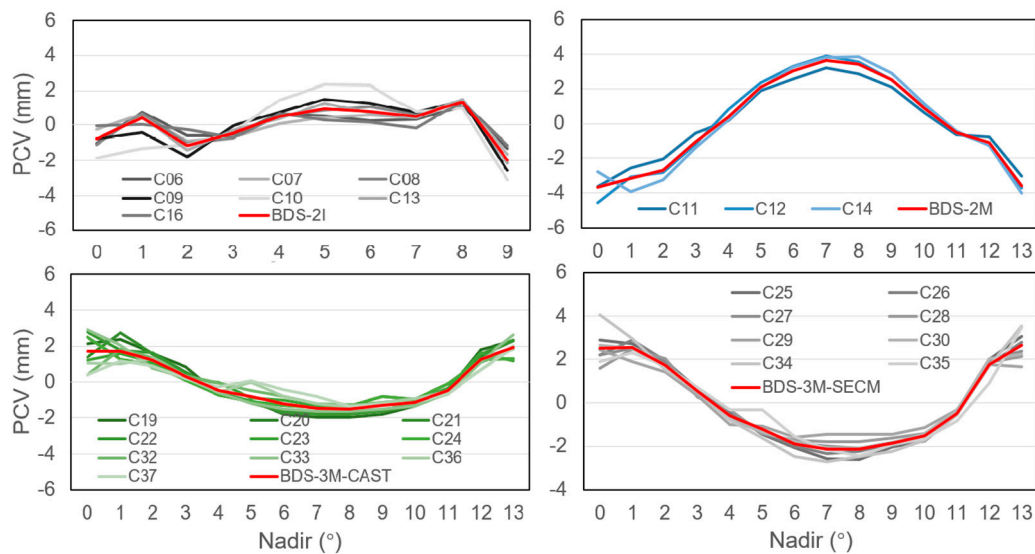 6
4
2
0
-2
-4
-6
PCV (mm)
C06 C07 C08
C09 C10 C13
C16 BDS-2I
0 1 2 3 4 5 6 7 8 9
6
4
2
0
-2
-4
-6
C11 C12 C14 BDS-2M
0 1 2 3 4 5 6 7 8 9 10 11 12 13
6
4
2
0
-2
-4
-6
PCV (mm)
C19 C20 C21
C22 C23 C24
C32 C33 C36
C37 BDS-3M-CAST
0 1 2 3 4 5 6 7 8 9 10 11 12 13
Nadir (°)
6
4
2
0
-2
-4
C25 C26
C27 C28
C29 C30
C34 C35
BDS-3M-SECM
0 1 2 3 4 5 6 7 8 9 10 11 12 13
Nadir (°)